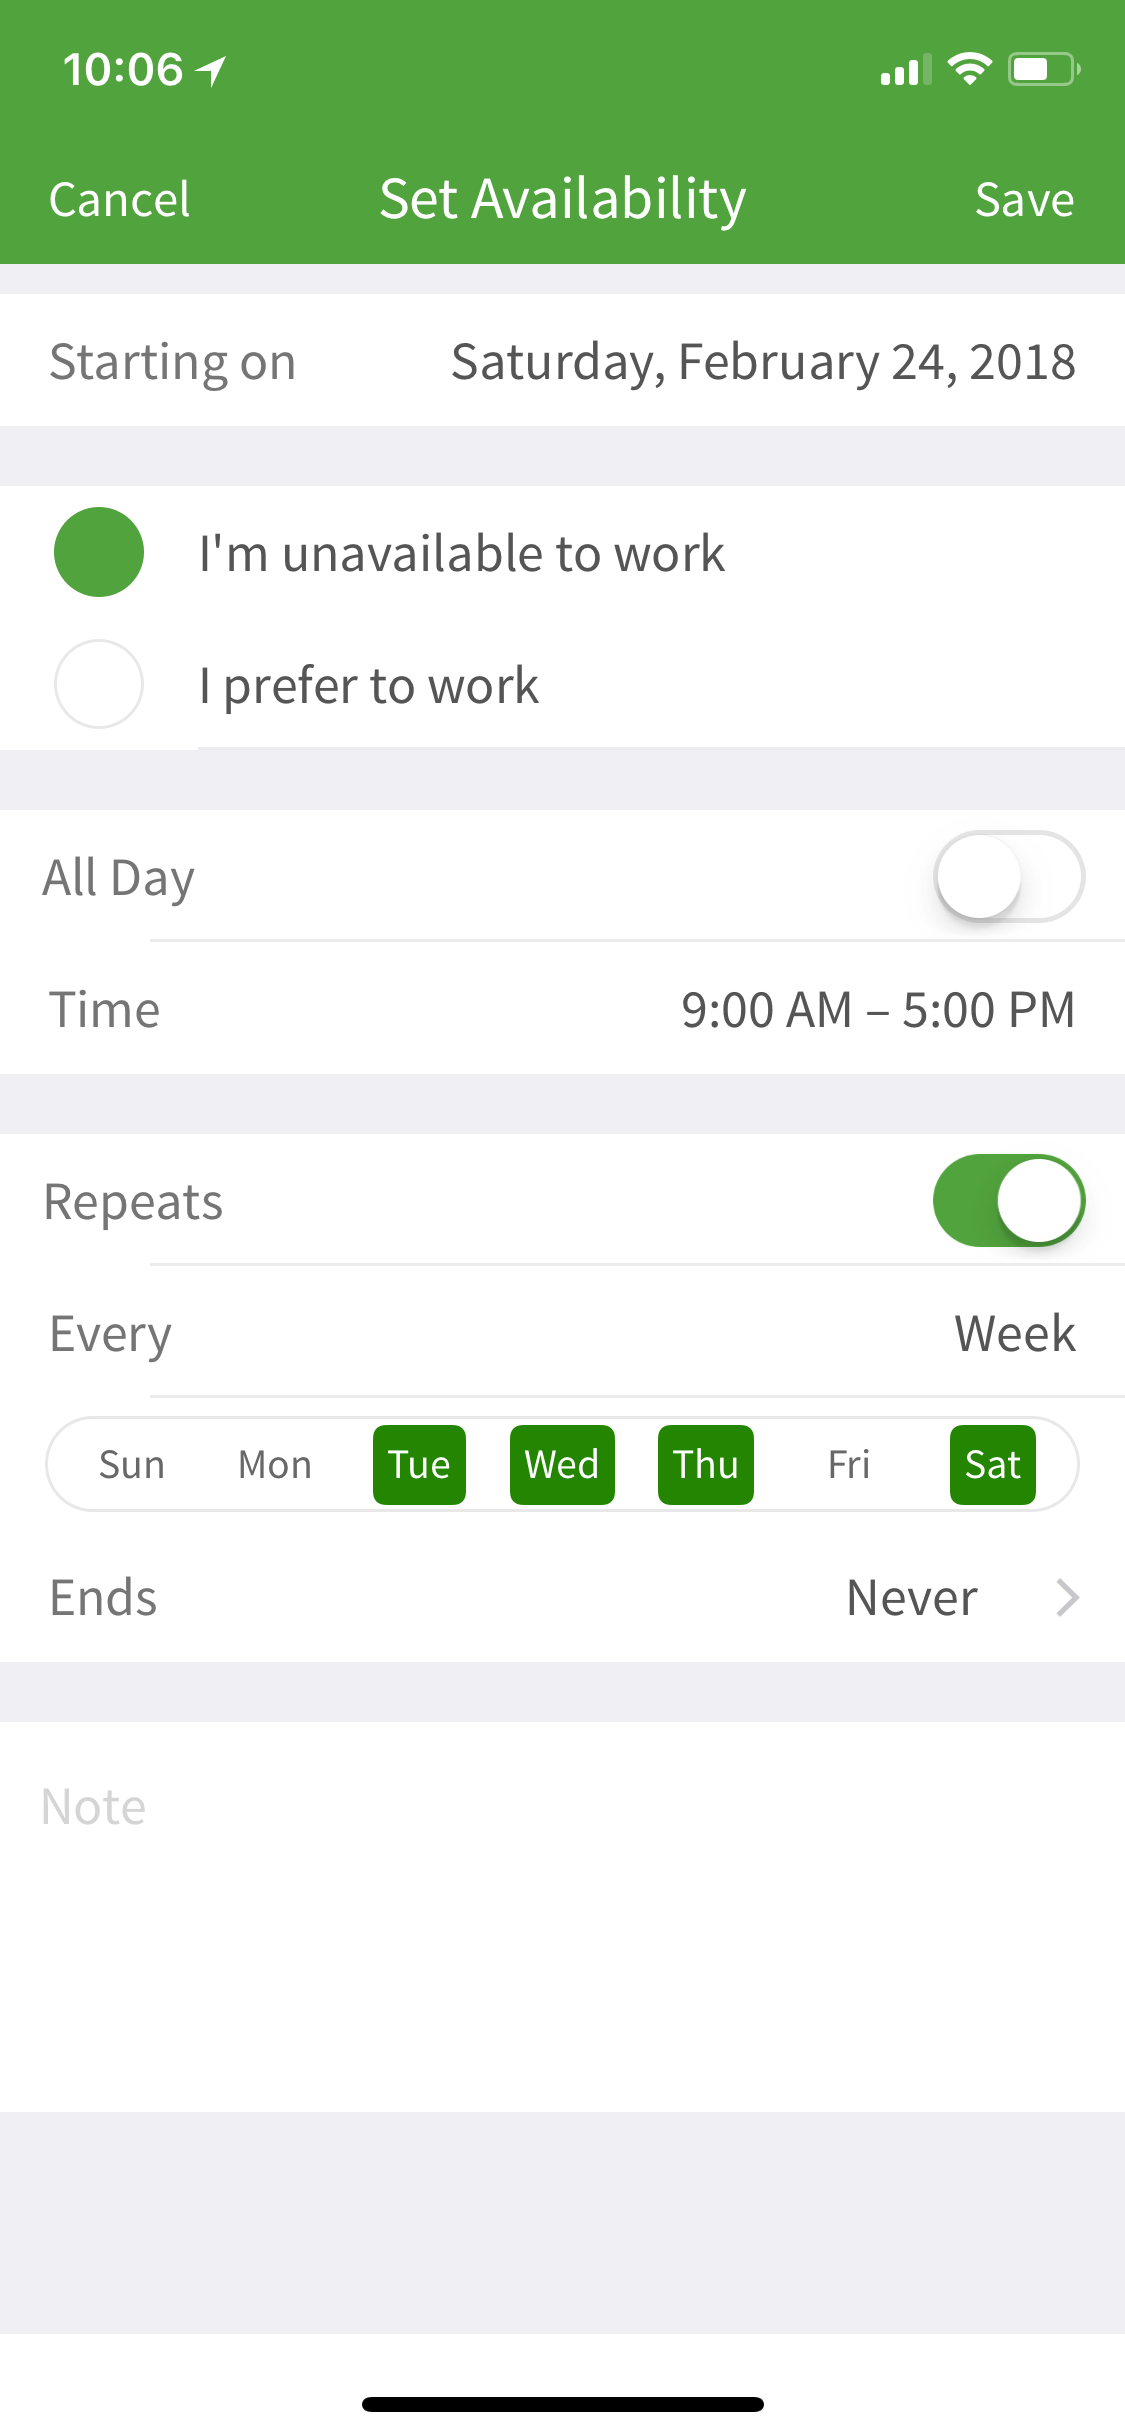 10:06
Cancel Set Availability Save
Starting on Saturday, February 24, 2018
I'm unavailable to work
I prefer to work
All Day
Time 9:00 AM – 5:00 PM
Repeats
Every Week
Sun Mon Tue Wed Thu Fri Sat
Ends Never
Note